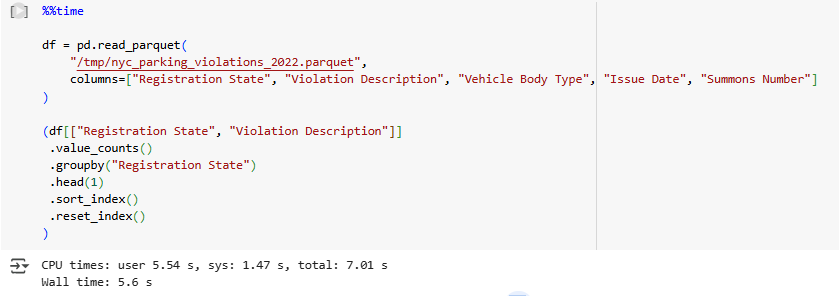 %%time
df = pd.read_parquet(
"/tmp/nyc_parking_violations_2022.parquet",
columns=["Registration State", "Violation Description", "Vehicle Body Type", "Issue Date", "Summons Number"]
)
(df[["Registration State", "Violation Description"]]
.value_counts()
.groupby("Registration State")
.head(1)
.sort_index()
.reset_index()
)
CPU times: user 5.54 s, sys: 1.47 s, total: 7.01 s
Wall time: 5.6 s